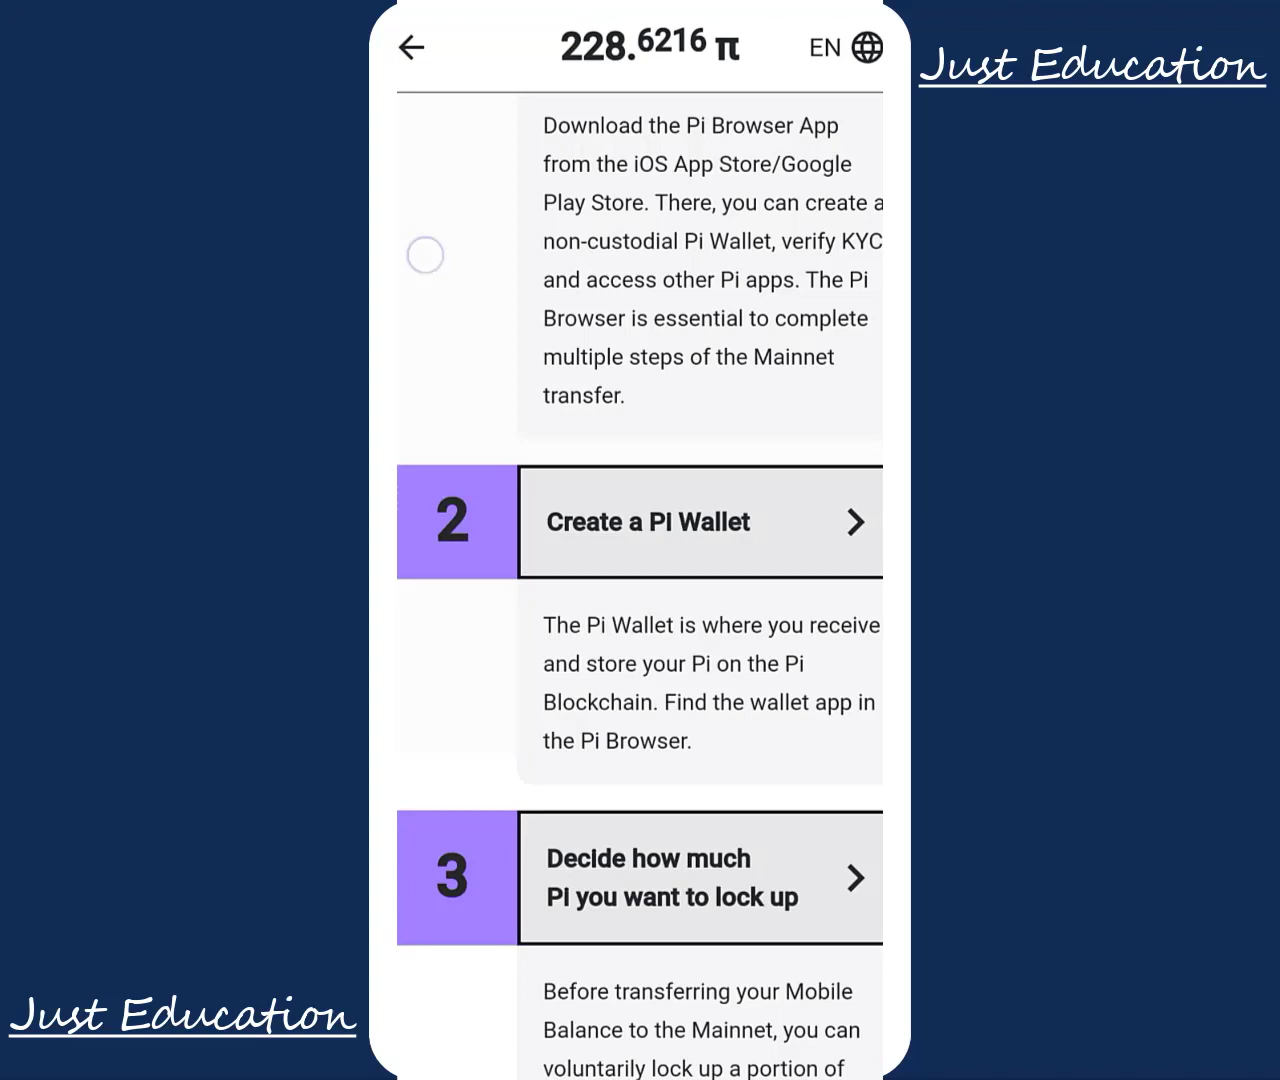 228.6216 π EN
Just Education
Download the Pi Browser App
from the iOS App Store/Google
Play Store. There, you can create a
non-custodial Pi Wallet, verify KYC
and access other Pi apps. The Pi
Browser is essential to complete
multiple steps of the Mainnet
transfer.
2 Create a Pi Wallet
The Pi Wallet is where you receive
and store your Pi on the Pi
Blockchain. Find the wallet app in
the Pi Browser.
3 Decide how much
Pi you want to lock up
Before transferring your Mobile
Balance to the Mainnet, you can
voluntarily lock up a portion of
Just Education